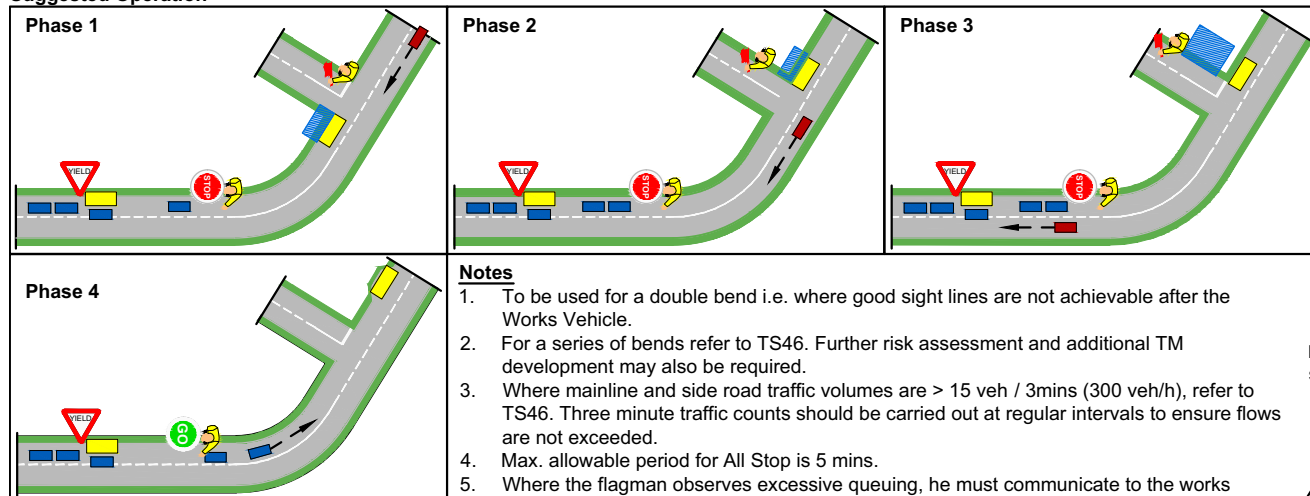 Suggested Operation
Phase 1
Phase 2
Phase 3
YIELD
STOP
YIELD
STOP
YIELD
STOP
Phase 4
YIELD
GO
Notes
1. To be used for a double bend i.e. where good sight lines are not achievable after the
Works Vehicle.
2. For a series of bends refer to TS46. Further risk assessment and additional TM
development may also be required.
3. Where mainline and side road traffic volumes are > 15 veh / 3mins (300 veh/h), refer to
TS46. Three minute traffic counts should be carried out at regular intervals to ensure flows
are not exceeded.
4. Max. allowable period for All Stop is 5 mins.
5. Where the flagman observes excessive queuing, he must communicate to the works